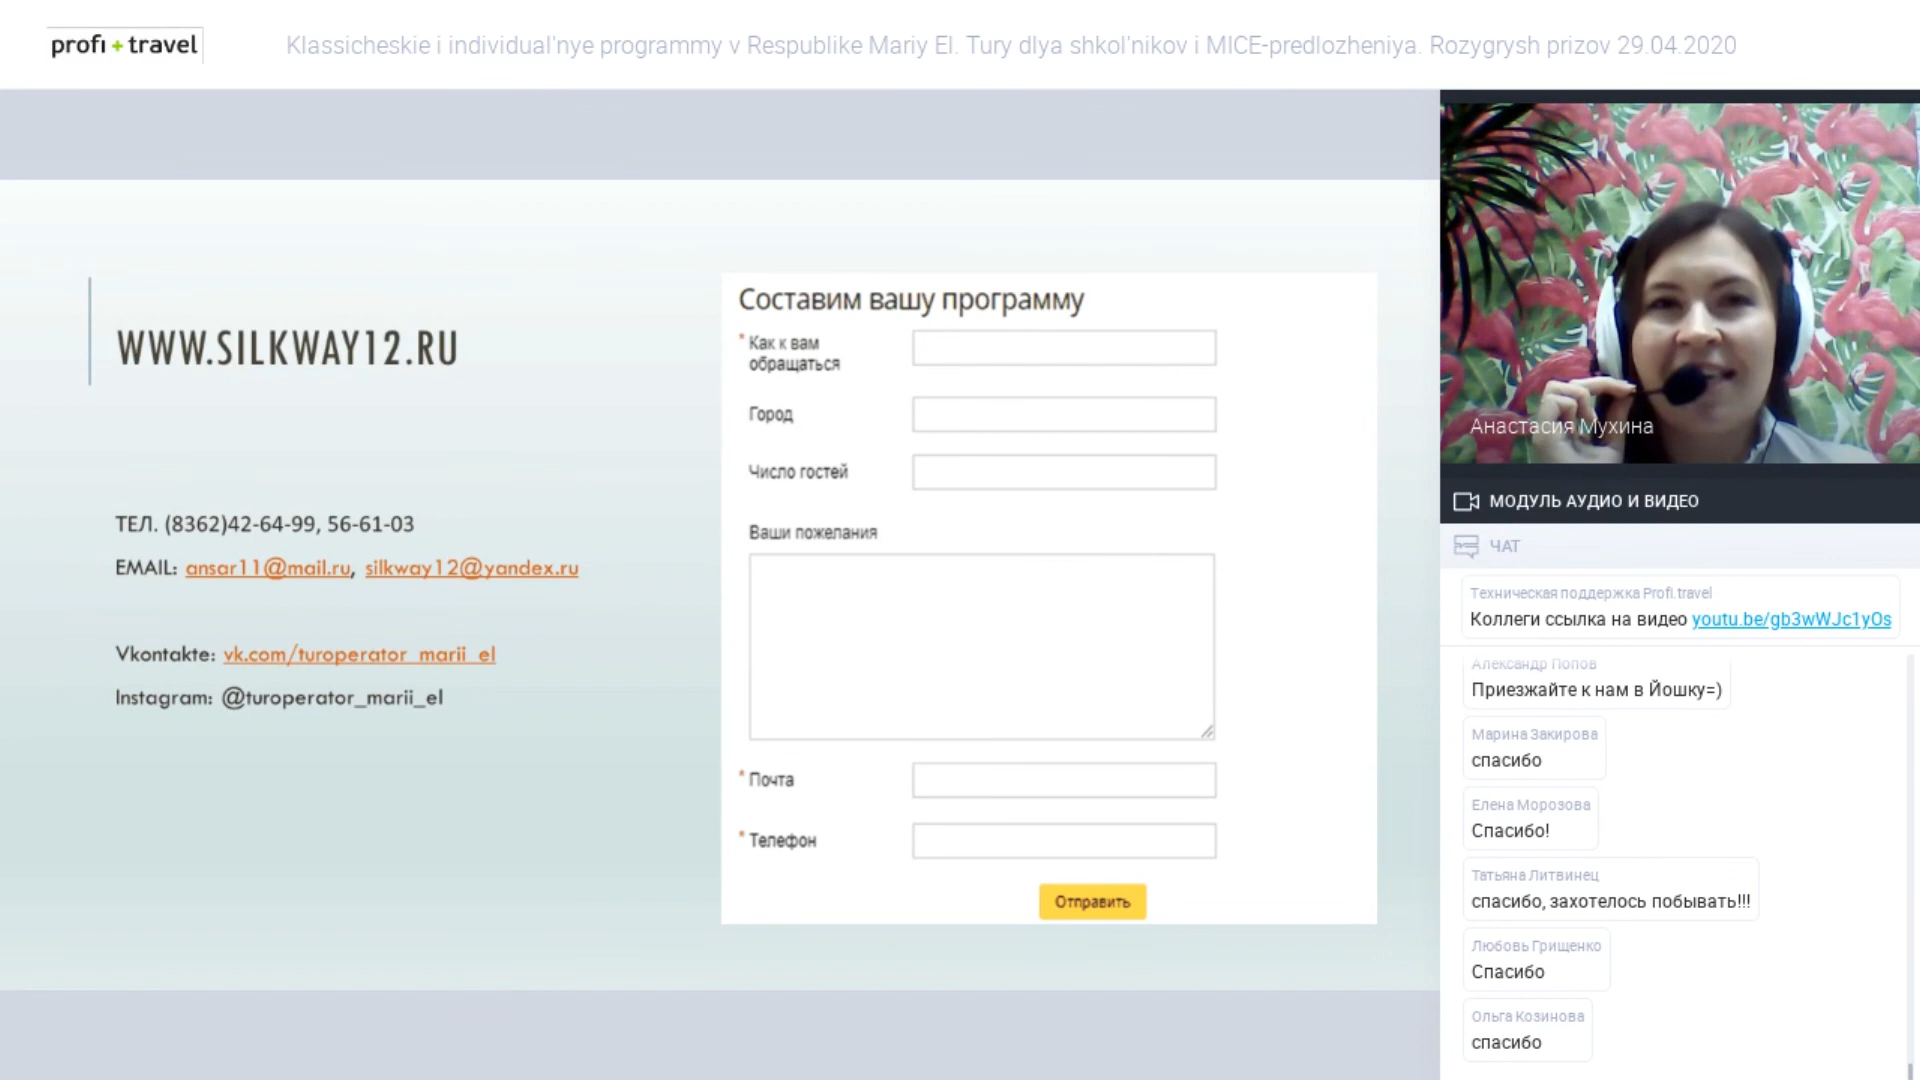 profi + travel
Klassicheskie i individual'nye programmy v Respublike Mariy El. Tury dlya shkol'nikov i MICE-predlozheniya. Rozygrysh prizov 29.04.2020
WWW.SILKWAY12.RU
ТЕЛ. (8362)42-64-99, 56-61-03
EMAIL: ansar11@mail.ru, silkway12@yandex.ru
Vkontakte: vk.com/turoperator_marii_el
Instagram: @turoperator_marii_el
Составим вашу программу
* Как к вам
обращаться
Город
Число гостей
Ваши пожелания
* Почта
* Телефон
Отправить
Анастасия Мухина
МОДУЛЬ АУДИО И ВИДЕО
ЧАТ
Техническая поддержка Profi.travel
Коллеги ссылка на видео youtu.be/gb3wWJc1yOs
Александр Попов
Приезжайте к нам в Йошку=)
Марина Закирова
спасибо
Елена Морозова
Спасибо!
Татьяна Литвинец
спасибо, захотелось побывать!!!
Любовь Грищенко
Спасибо
Ольга Козинова
спасибо